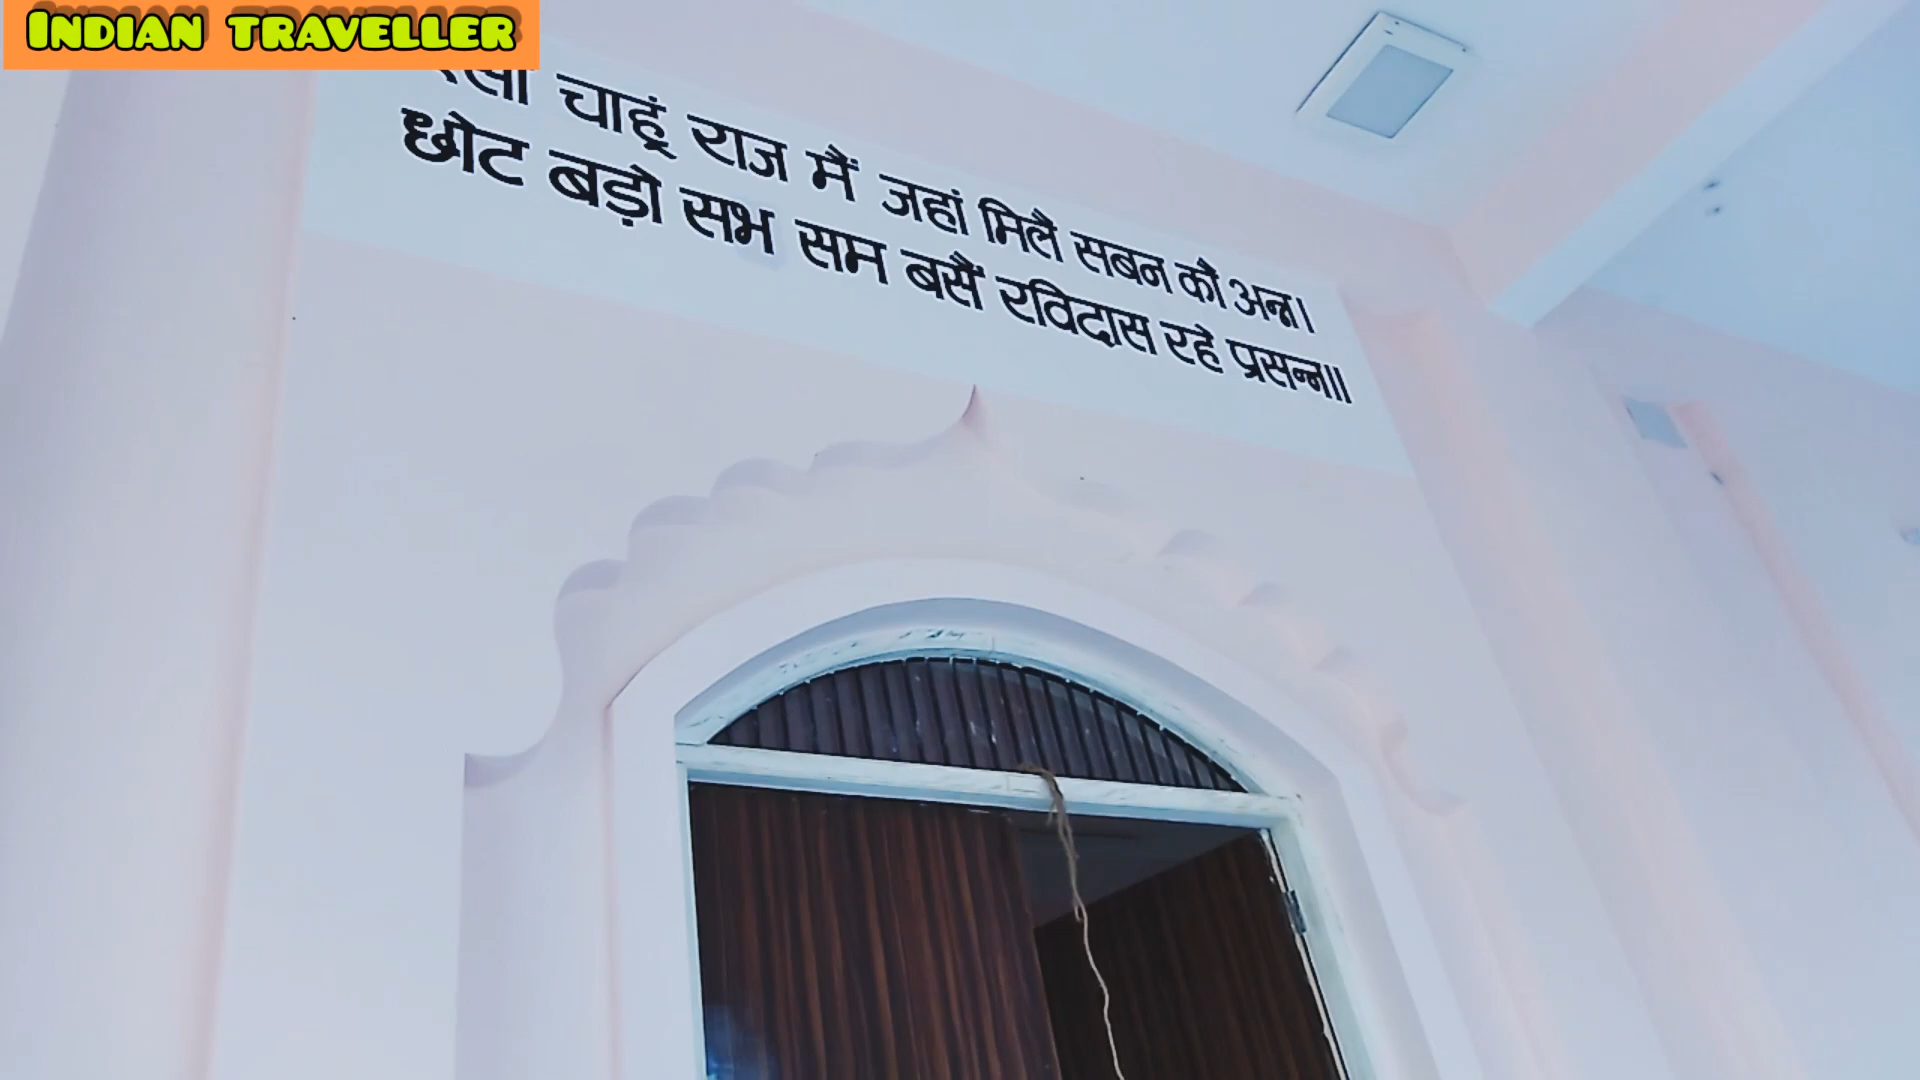 INDIAN TRAVELLER
चाहूं राज मैं जहां मिलै सबन कौ अन्न।
छोट बड़ो सभ सम बसैं रविदास रहे प्रसन्न॥